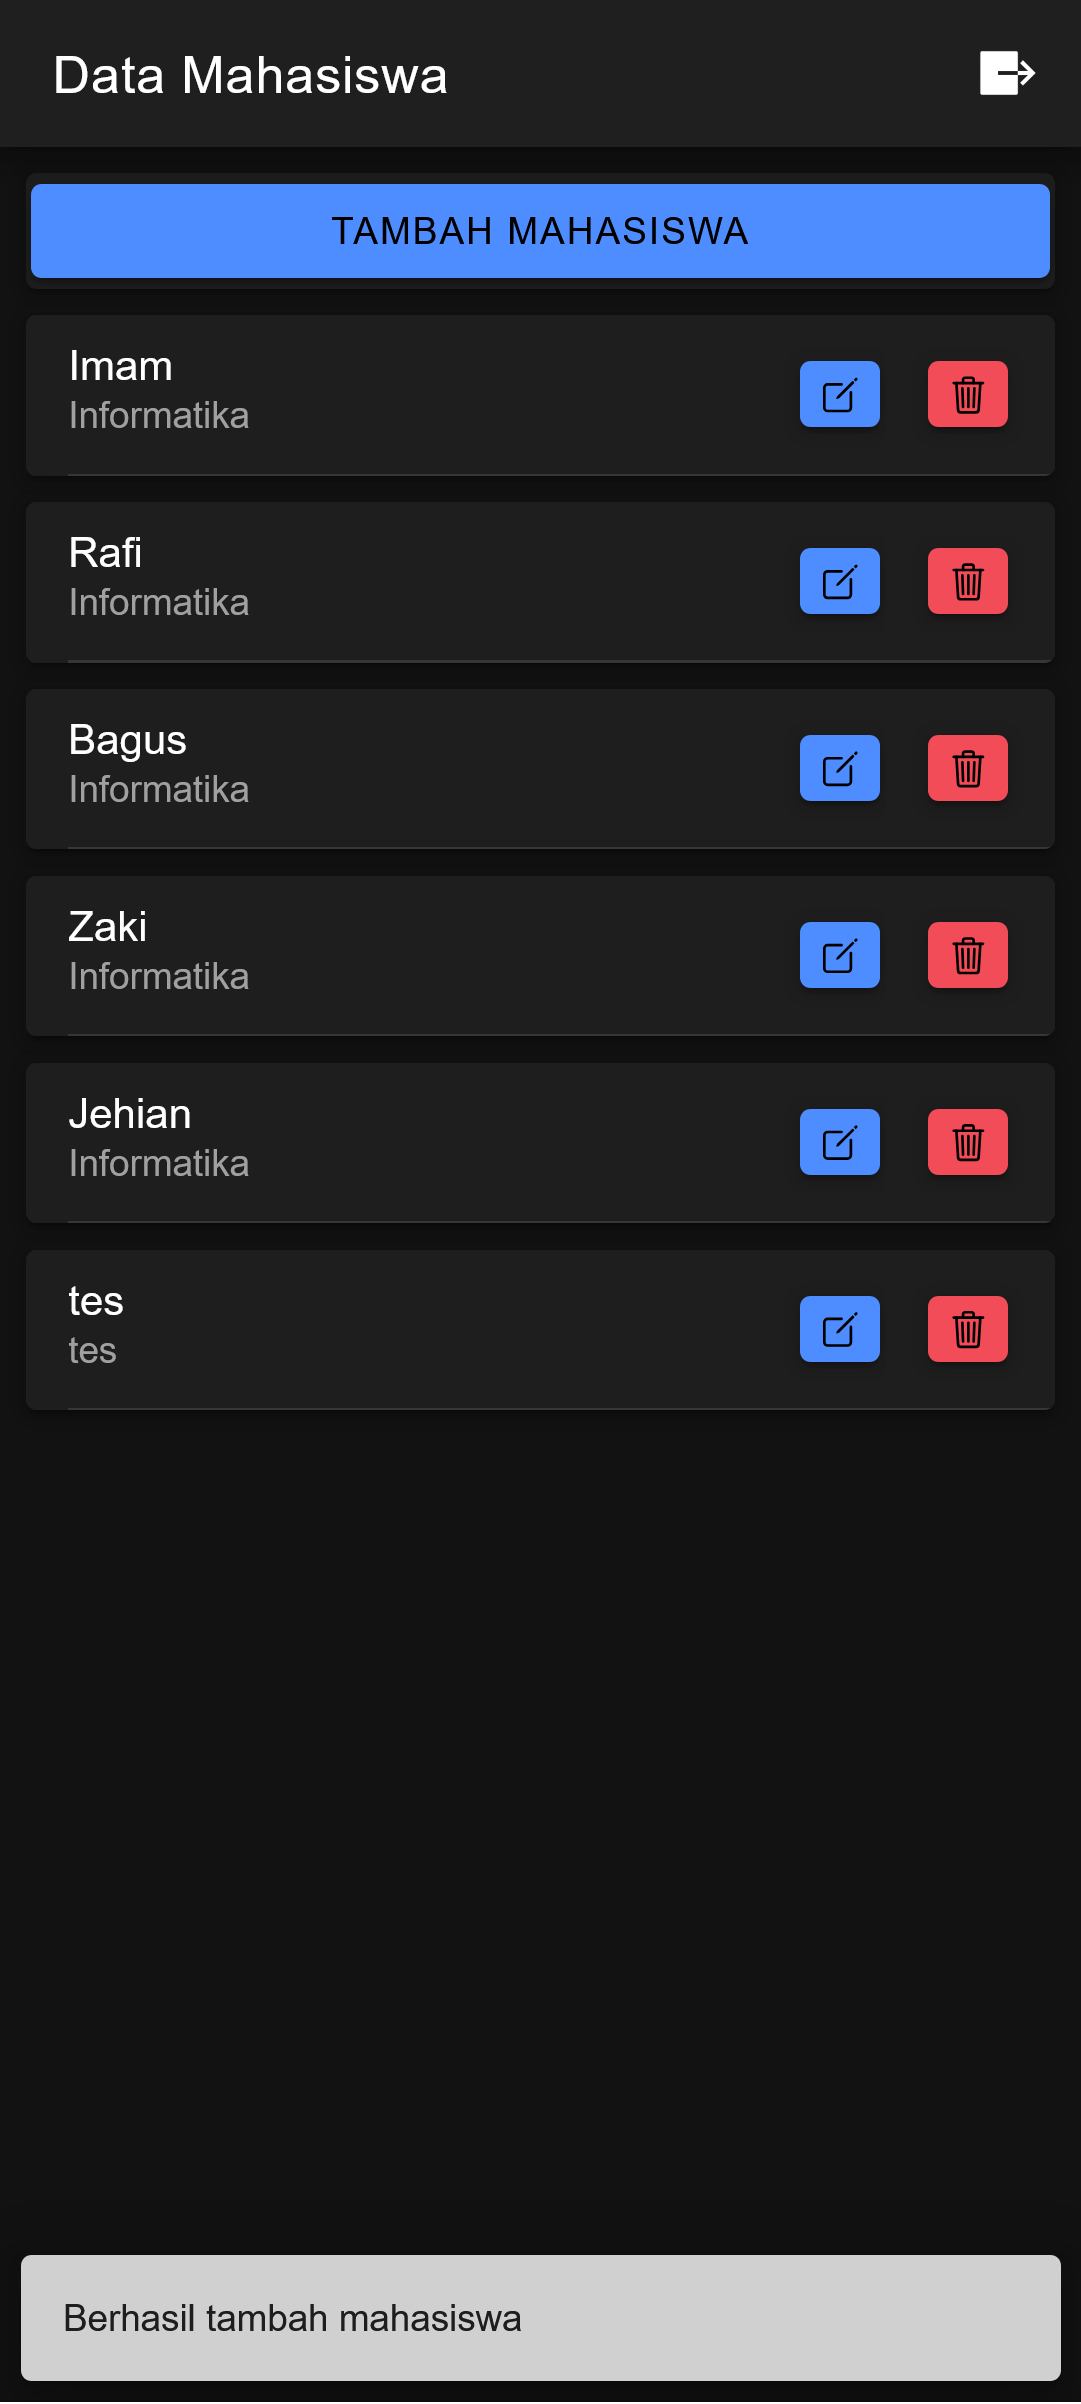 Data Mahasiswa
TAMBAH MAHASISWA
Imam
Informatika
Rafi
Informatika
Bagus
Informatika
Zaki
Informatika
Jehian
Informatika
tes
tes
Berhasil tambah mahasiswa